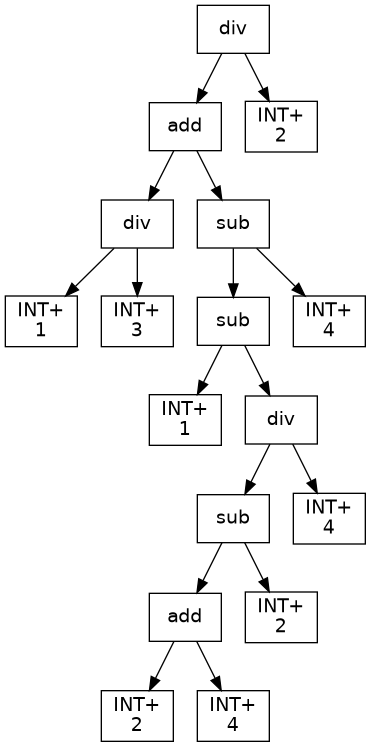 div
add
INT+
2
div
sub
INT+
1
INT+
3
sub
INT+
4
INT+
1
div
sub
INT+
4
add
INT+
2
INT+
2
INT+
4